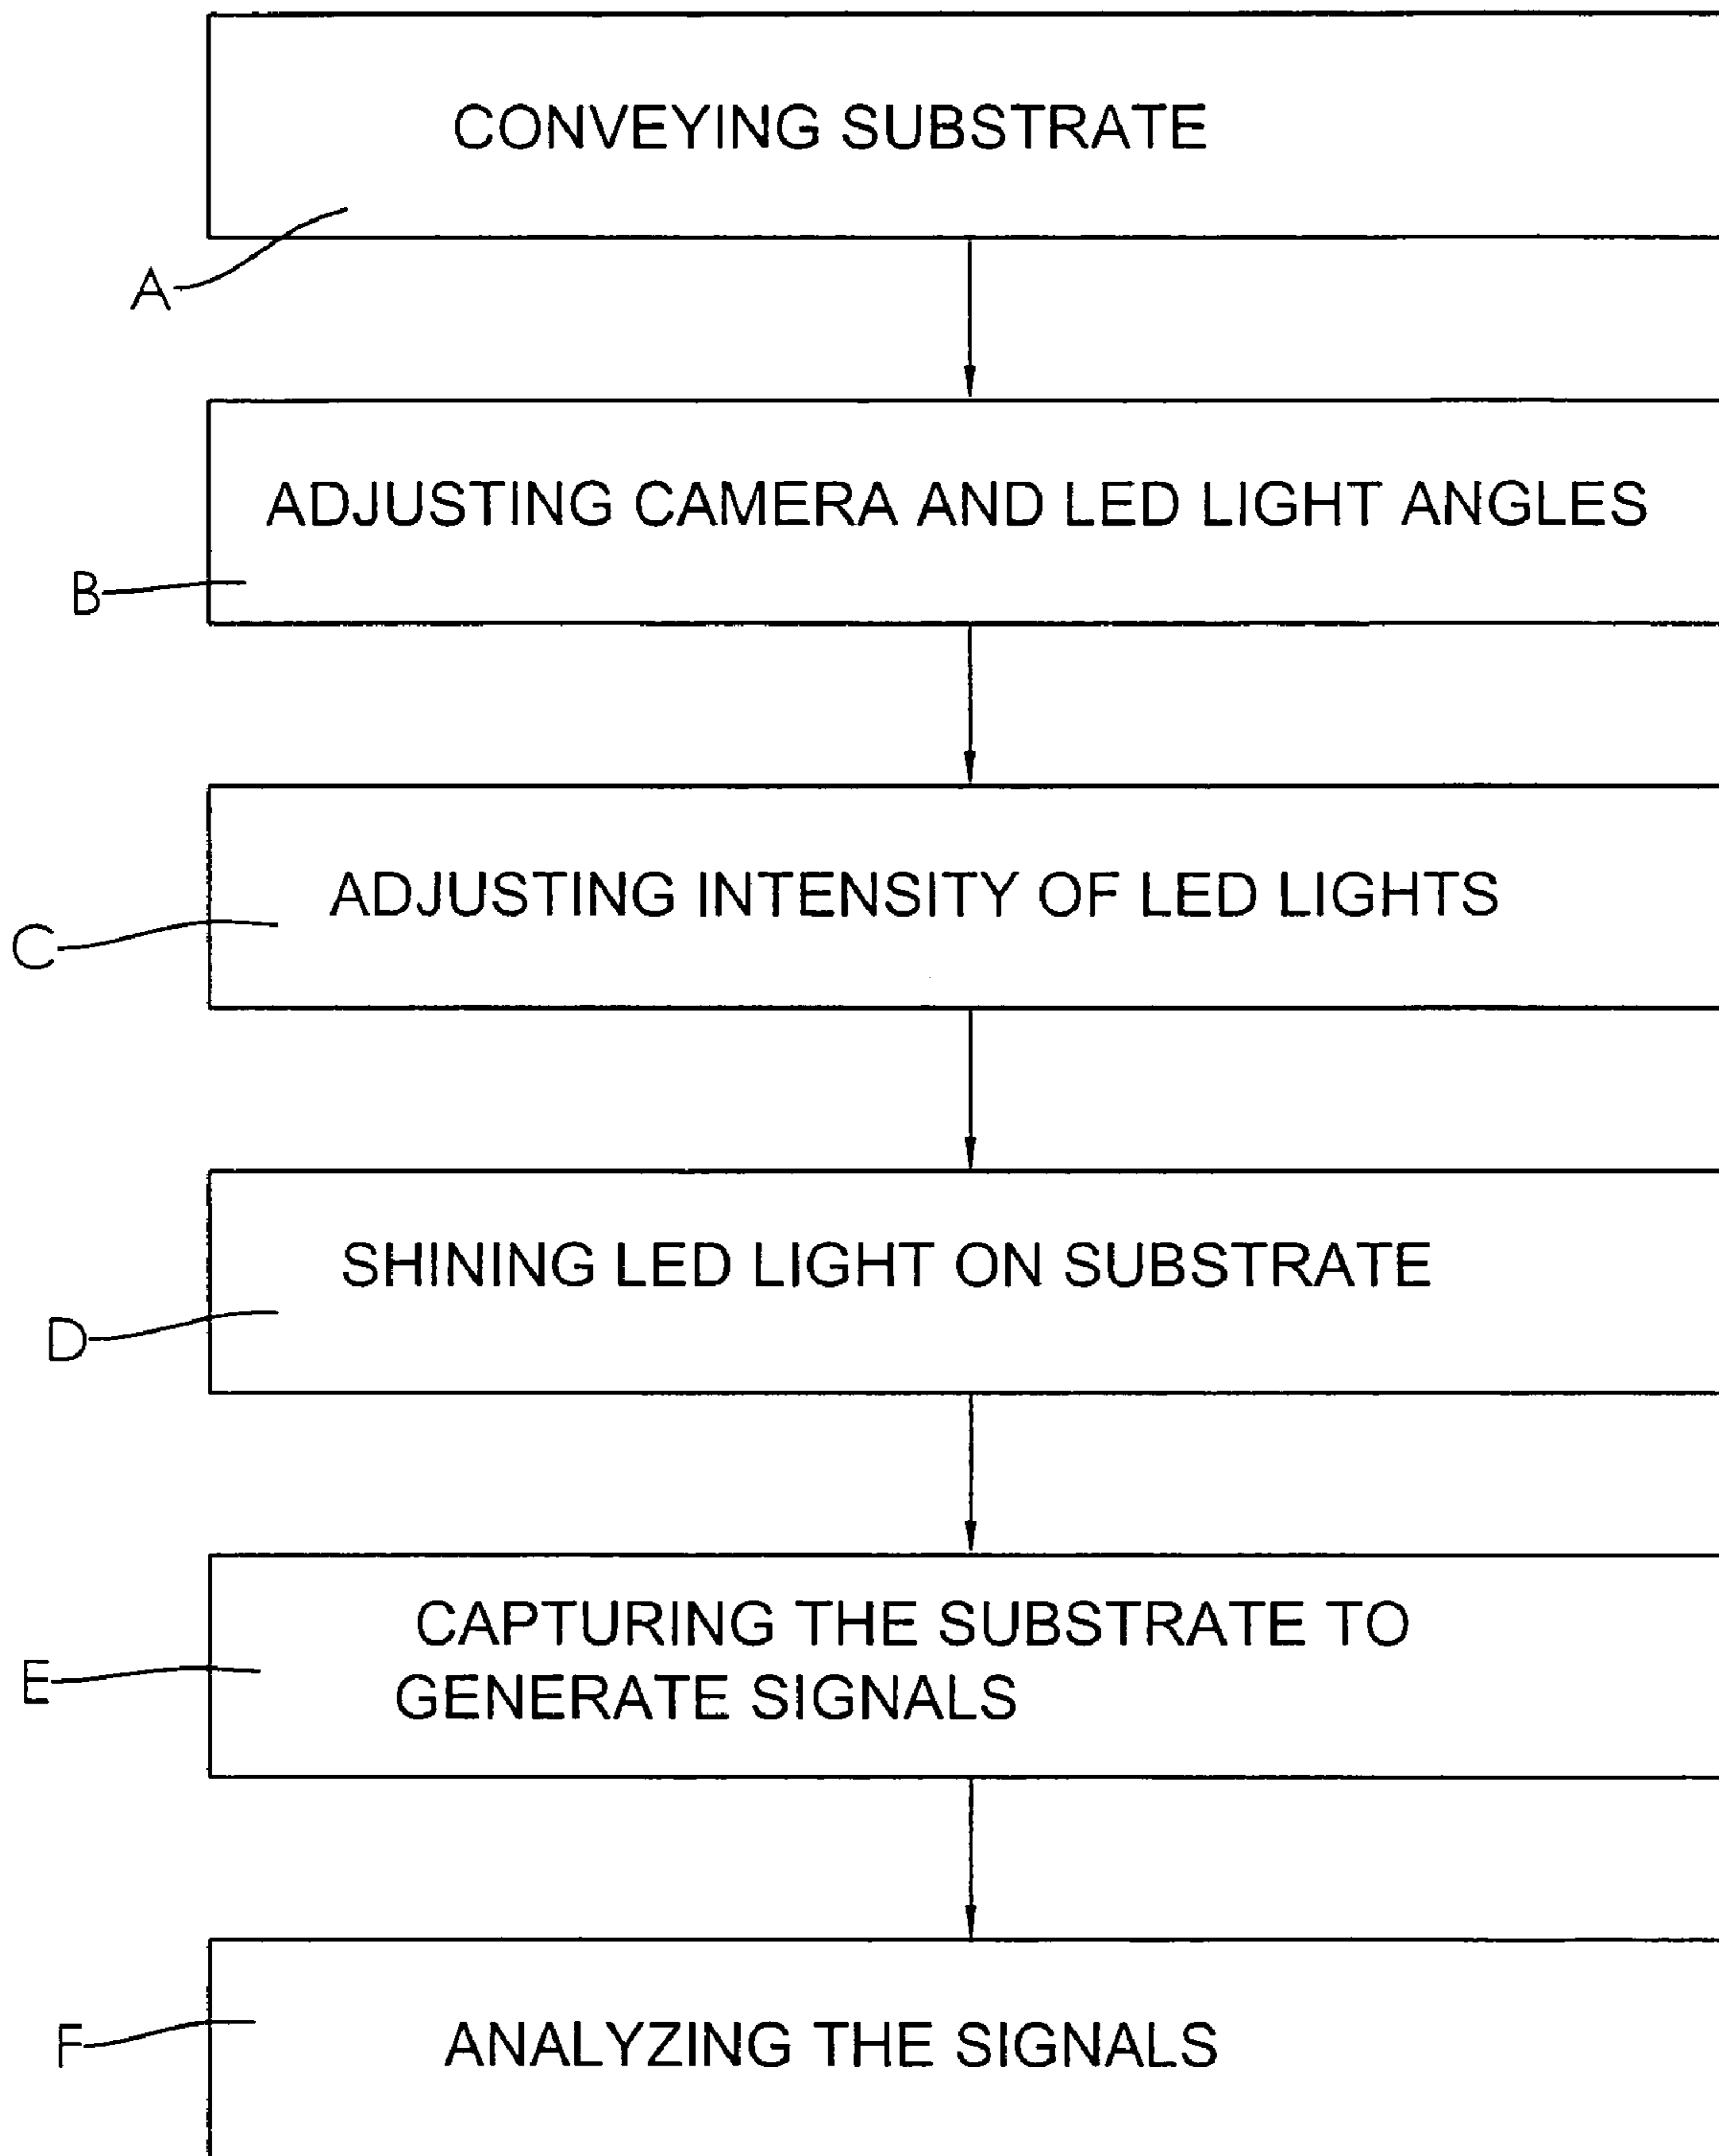 CONVEYING SUBSTRATE
A
ADJUSTING CAMERA AND LED LIGHT ANGLES
B
ADJUSTING INTENSITY OF LED LIGHTS
C
SHINING LED LIGHT ON SUBSTRATE
D
CAPTURING THE SUBSTRATE TO
GENERATE SIGNALS
E
ANALYZING THE SIGNALS
F